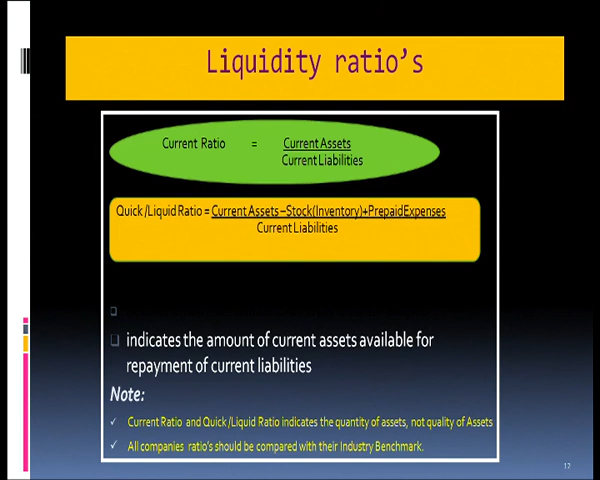 Liquidity ratio's
Current Ratio = Current Assets
Current Liabilities
Quick /Liquid Ratio = Current Assets –Stock(Inventory)+PrepaidExpenses
Current Liabilities
indicates the amount of current assets available for
repayment of current liabilities
Note:
Current Ratio and Quick /Liquid Ratio indicates the quantity of assets, not quality of Assets
All companies ratio's should be compared with their Industry Benchmark.
12